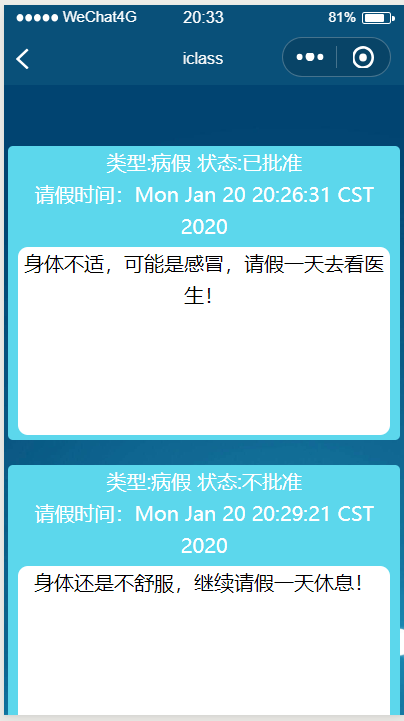 WeChat4G 20:33 81%
iclass
类型:病假 状态:已批准
请假时间：Mon Jan 20 20:26:31 CST
2020
身体不适，可能是感冒，请假一天去看医
生！
类型:病假 状态:不批准
请假时间：Mon Jan 20 20:29:21 CST
2020
身体还是不舒服，继续请假一天休息！